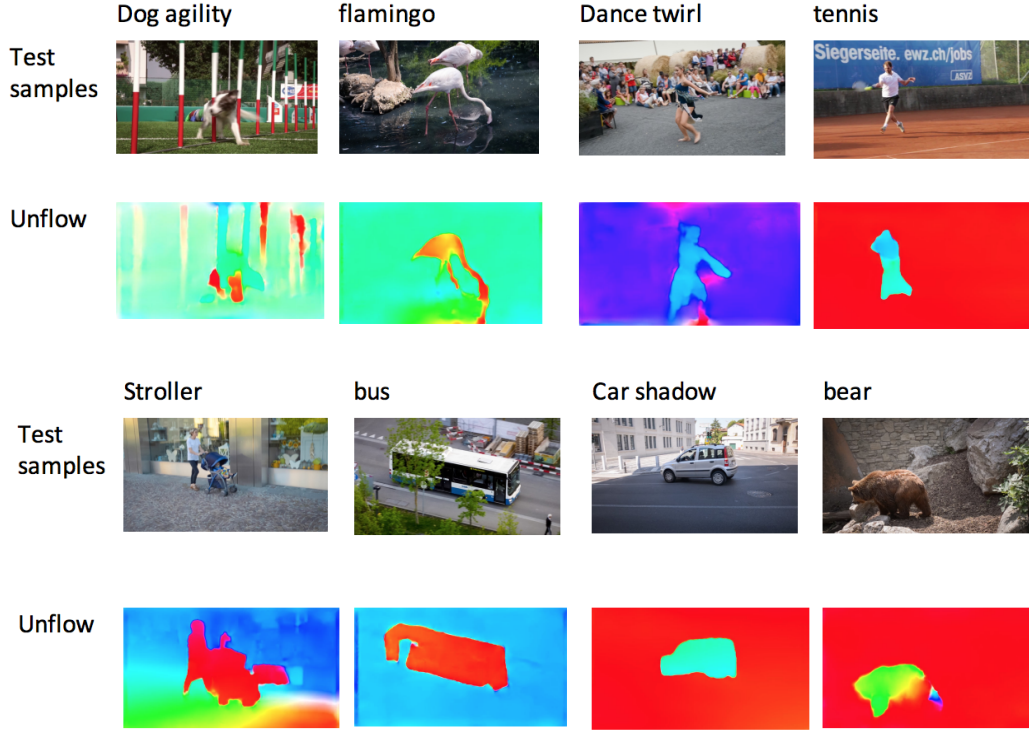 Dog agility
flamingo
Dance twirl
tennis
Test
samples
Siegerseite. ewz.ch/jobs
ASVZ
Unflow
Stroller
bus
Car shadow
bear
Test
samples
Unflow